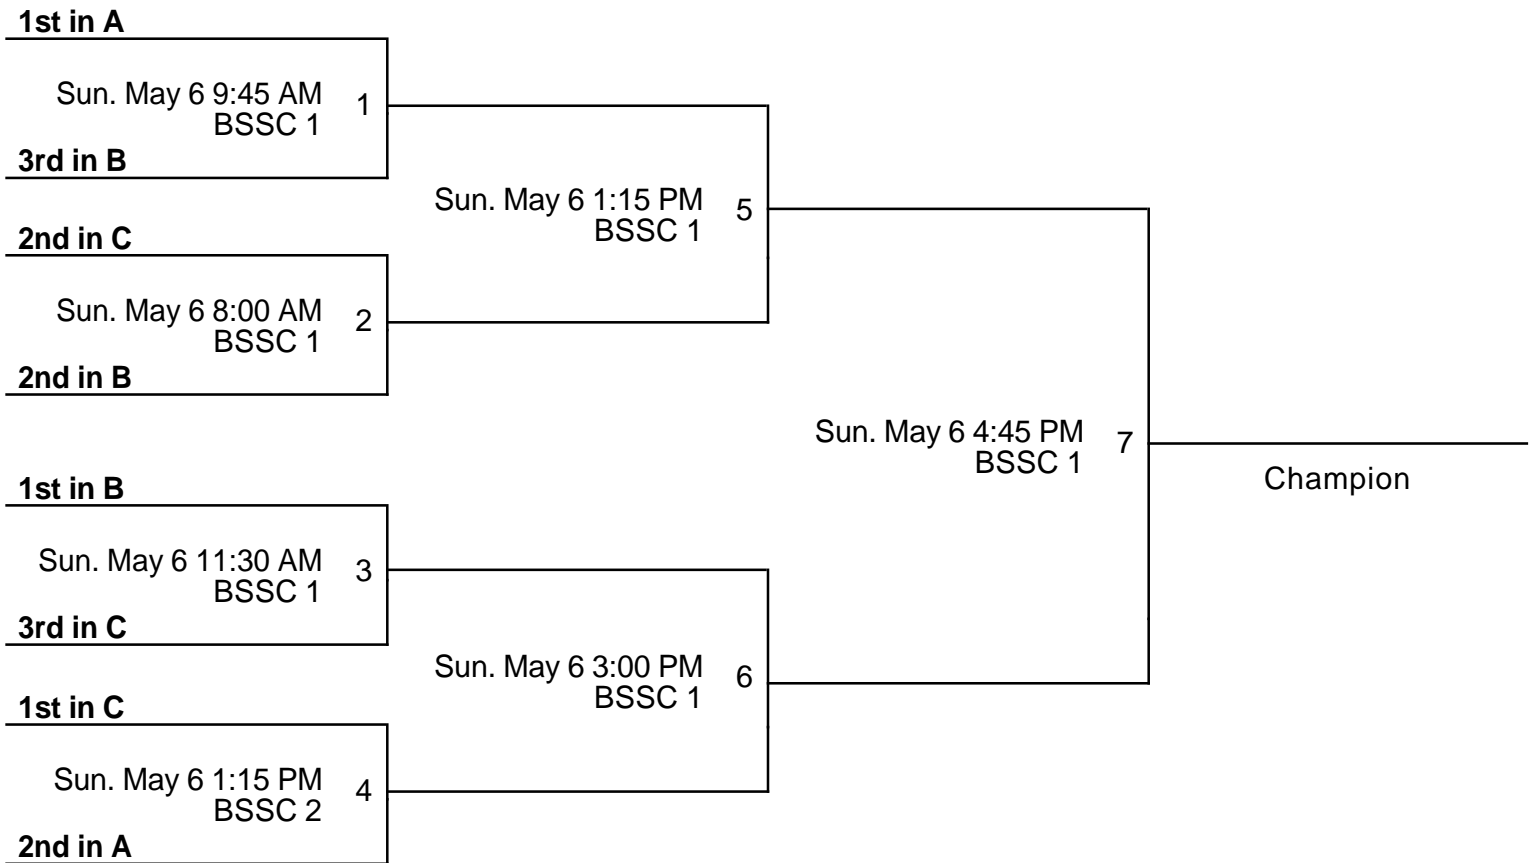 1st in A
Sun. May 6 9:45 AM
BSSC 1
1
3rd in B
2nd in C
Sun. May 6 8:00 AM
BSSC 1
2
2nd in B
Sun. May 6 1:15 PM
BSSC 1
5
1st in B
Sun. May 6 11:30 AM
BSSC 1
3
3rd in C
1st in C
Sun. May 6 1:15 PM
BSSC 2
4
2nd in A
Sun. May 6 3:00 PM
BSSC 1
6
Sun. May 6 4:45 PM
BSSC 1
7
Champion